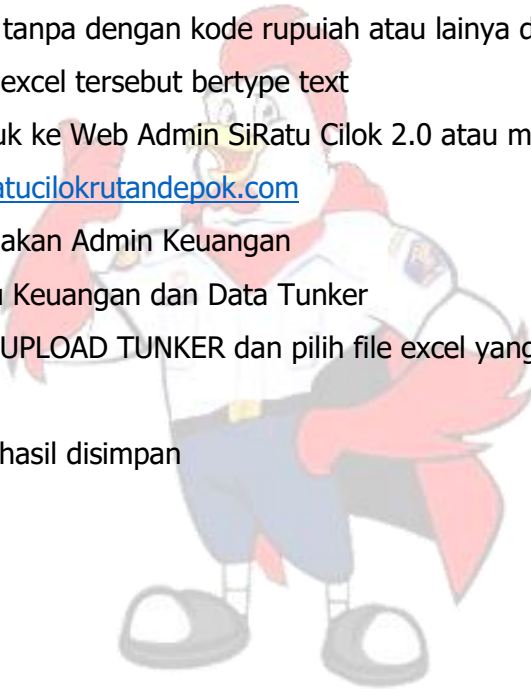 tanpa dengan kode rupuiah atau lainya d
excel tersebut bertype text
uk ke Web Admin SiRatu Cilok 2.0 atau m
atucilokrutandepok.com
akan Admin Keuangan
u Keuangan dan Data Tunker
UPLOAD TUNKER dan pilih file excel yang
hasil disimpan